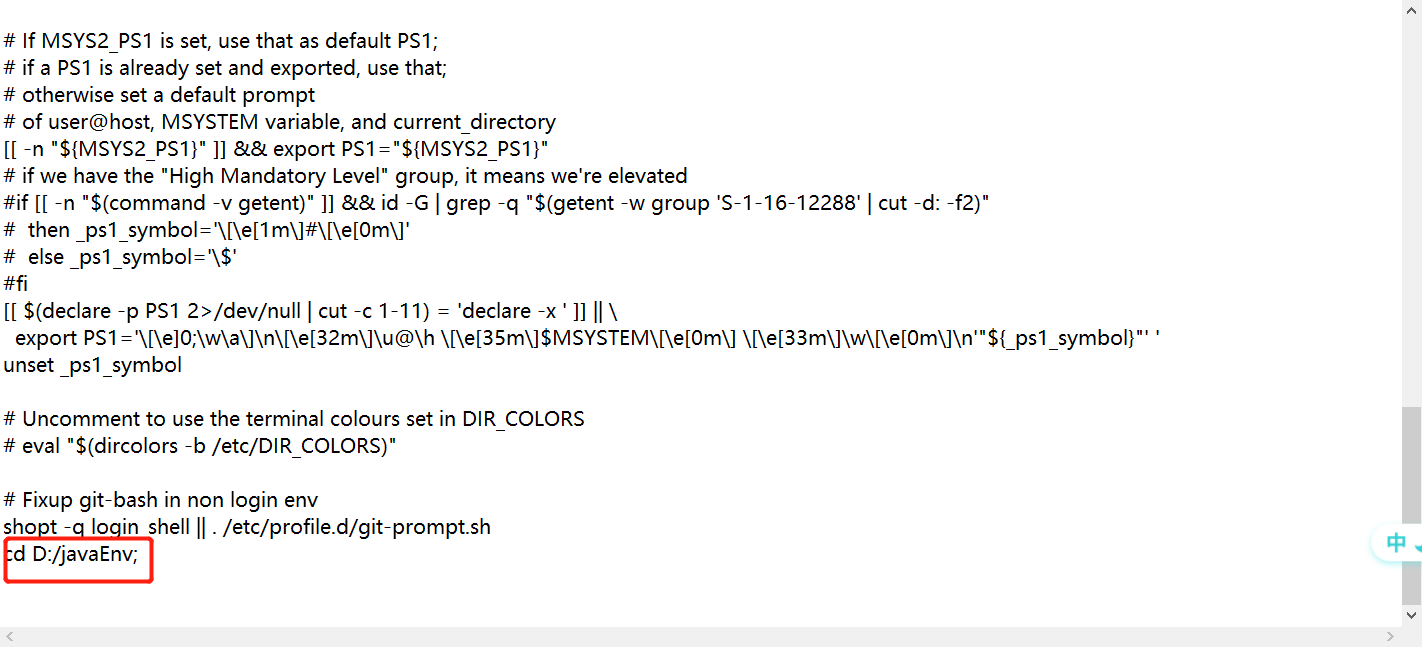 # If MSYS2_PS1 is set, use that as default PS1;
# if a PS1 is already set and exported, use that;
# otherwise set a default prompt
# of user@host, MSYSTEM variable, and current_directory
[[ -n "${MSYS2_PS1}" ]] && export PS1="${MSYS2_PS1}"
# if we have the "High Mandatory Level" group, it means we're elevated
#if [[ -n "$(command -v getent)" ]] && id -G | grep -q "$(getent -w group 'S-1-16-12288' | cut -d: -f2)"
#  then _ps1_symbol='\[\e[1m\]#\[\e[0m\]'
#  else _ps1_symbol='\$'
#fi
[[ $(declare -p PS1 2>/dev/null | cut -c 1-11) = 'declare -x ' ]] || \
  export PS1='\[\e]0;\w\a\]\n\[\e[32m\]\u@\h \[\e[35m\]$MSYSTEM\[\e[0m\] \[\e[33m\]\w\[\e[0m\]\n'"${_ps1_symbol}"' '
unset _ps1_symbol

# Uncomment to use the terminal colours set in DIR_COLORS
# eval "$(dircolors -b /etc/DIR_COLORS)"

# Fixup git-bash in non login env
shopt -q login_shell || . /etc/profile.d/git-prompt.sh
cd D:/javaEnv;
中